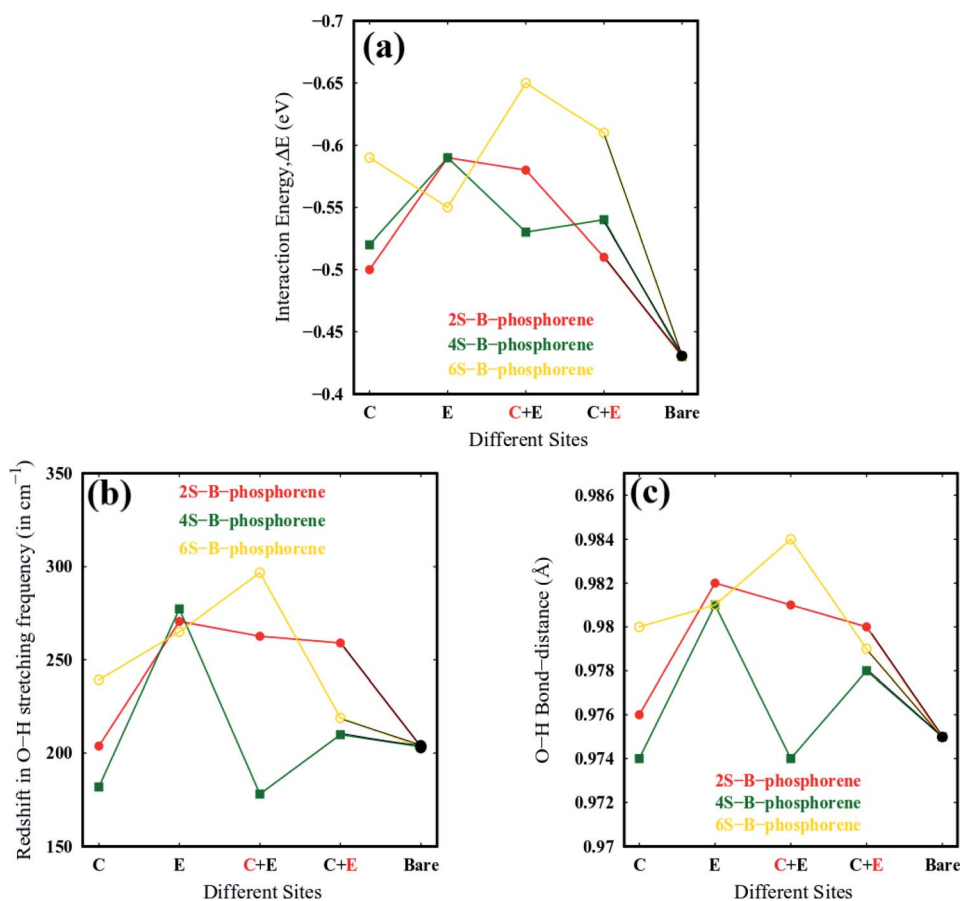 (a)
Interaction Energy,ΔE (eV)
−0.7
−0.65
−0.6
−0.55
−0.5
−0.45
−0.4
2S−B−phosphorene
4S−B−phosphorene
6S−B−phosphorene
C E C+E C+E Bare
Different Sites
(b)
Redshift in O−H stretching frequency (in cm⁻¹)
350
300
250
200
150
2S−B−phosphorene
4S−B−phosphorene
6S−B−phosphorene
C E C+E C+E Bare
Different Sites
(c)
O−H Bond−distance (Å)
0.986
0.984
0.982
0.98
0.978
0.976
0.974
0.972
0.97
2S−B−phosphorene
4S−B−phosphorene
6S−B−phosphorene
C E C+E C+E Bare
Different Sites